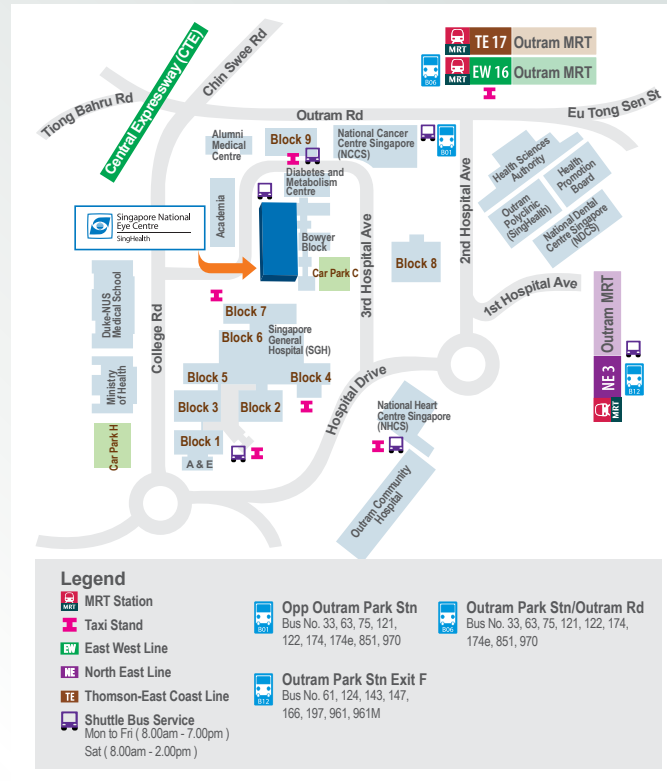 TE 17 Outram MRT
MRT
EW 16 Outram MRT
MRT
B06
Chin Swee Rd
Central Expressway (CTE)
Tiong Bahru Rd
Outram Rd
Eu Tong Sen St
Alumni
Medical
Centre
Block 9
National Cancer
Centre Singapore
(NCCS)
B01
Health Sciences
Authority
Health
Promotion
Board
Outram
Polyclinic
(SingHealth)
National Dental
Centre Singapore
(NDCS)
Diabetes and
Metabolism
Centre
Academia
Singapore National
Eye Centre
SingHealth
Bowyer
Block
Car Park C
3rd Hospital Ave
2nd Hospital Ave
Block 8
1st Hospital Ave
Outram MRT
NE 3
MRT
B12
Duke-NUS
Medical School
College Rd
Block 7
Block 6
Singapore
General
Hospital (SGH)
Block 5
Block 4
Ministry
of Health
Block 3
Block 2
Hospital Drive
National Heart
Centre Singapore
(NHCS)
Car Park H
Block 1
A & E
Outram Community
Hospital
Legend
MRT
MRT Station
Taxi Stand
EW East West Line
NE North East Line
TE Thomson-East Coast Line
Shuttle Bus Service
Mon to Fri ( 8.00am - 7.00pm )
Sat ( 8.00am - 2.00pm )
B01
Opp Outram Park Stn
Bus No. 33, 63, 75, 121,
122, 174, 174e, 851, 970
B12
Outram Park Stn Exit F
Bus No. 61, 124, 143, 147,
166, 197, 961, 961M
B06
Outram Park Stn/Outram Rd
Bus No. 33, 63, 75, 121, 122, 174,
174e, 851, 970